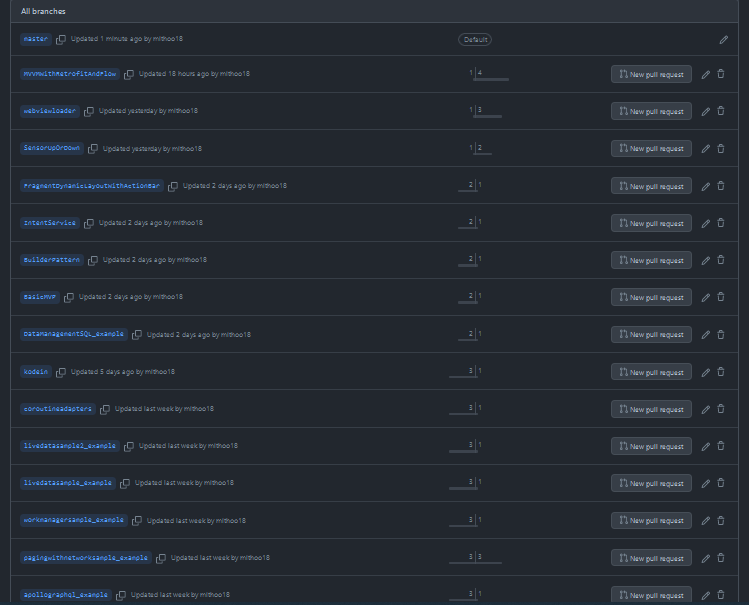 All branches
master Updated 1 minute ago by mithoo18 Default
MVVMWithRetroFitAndFlow Updated 18 hours ago by mithoo18 1 4 New pull request
webviewloader Updated yesterday by mithoo18 1 3 New pull request
SensorUpOrDown Updated yesterday by mithoo18 1 2 New pull request
FragmentDynamicLayoutWithActionBar Updated 2 days ago by mithoo18 2 1 New pull request
IntentService Updated 2 days ago by mithoo18 2 1 New pull request
BuilderPattern Updated 2 days ago by mithoo18 2 1 New pull request
BasicMVP Updated 2 days ago by mithoo18 2 1 New pull request
DataManagementSQL_example Updated 2 days ago by mithoo18 2 1 New pull request
kodein Updated 5 days ago by mithoo18 3 1 New pull request
coroutineadapters Updated last week by mithoo18 3 1 New pull request
livedatasample2_example Updated last week by mithoo18 3 1 New pull request
livedatasample_example Updated last week by mithoo18 3 1 New pull request
workmanagersample_example Updated last week by mithoo18 3 1 New pull request
pagingwithnetworksample_example Updated last week by mithoo18 3 3 New pull request
apollographql_example Updated last week by mithoo18 3 1 New pull request